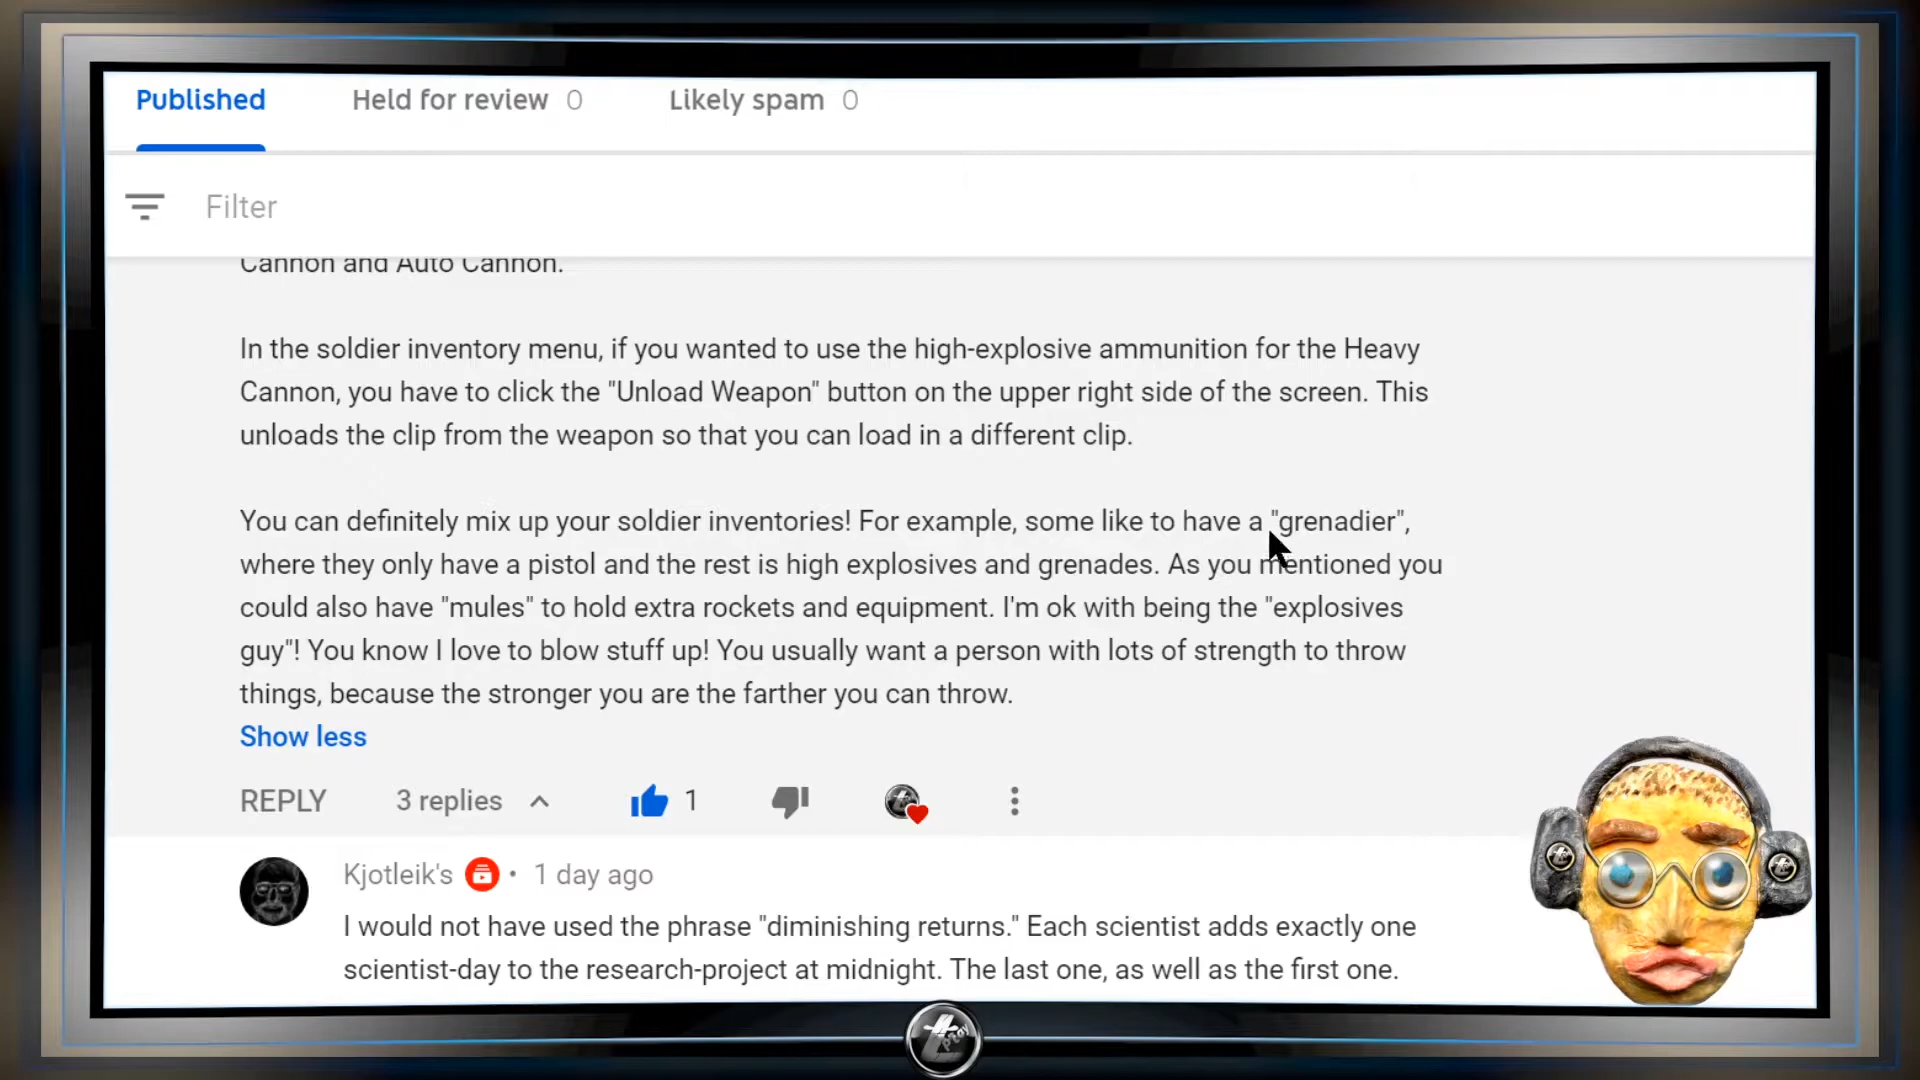 Published Held for review 0 Likely spam 0
Filter
Cannon and Auto Cannon.
In the soldier inventory menu, if you wanted to use the high-explosive ammunition for the Heavy
Cannon, you have to click the "Unload Weapon" button on the upper right side of the screen. This
unloads the clip from the weapon so that you can load in a different clip.
You can definitely mix up your soldier inventories! For example, some like to have a "grenadier",
where they only have a pistol and the rest is high explosives and grenades. As you mentioned you
could also have "mules" to hold extra rockets and equipment. I'm ok with being the "explosives
guy"! You know I love to blow stuff up! You usually want a person with lots of strength to throw
things, because the stronger you are the farther you can throw.
Show less
REPLY 3 replies 1
Kjotleik's • 1 day ago
I would not have used the phrase "diminishing returns." Each scientist adds exactly one
scientist-day to the research-project at midnight. The last one, as well as the first one.